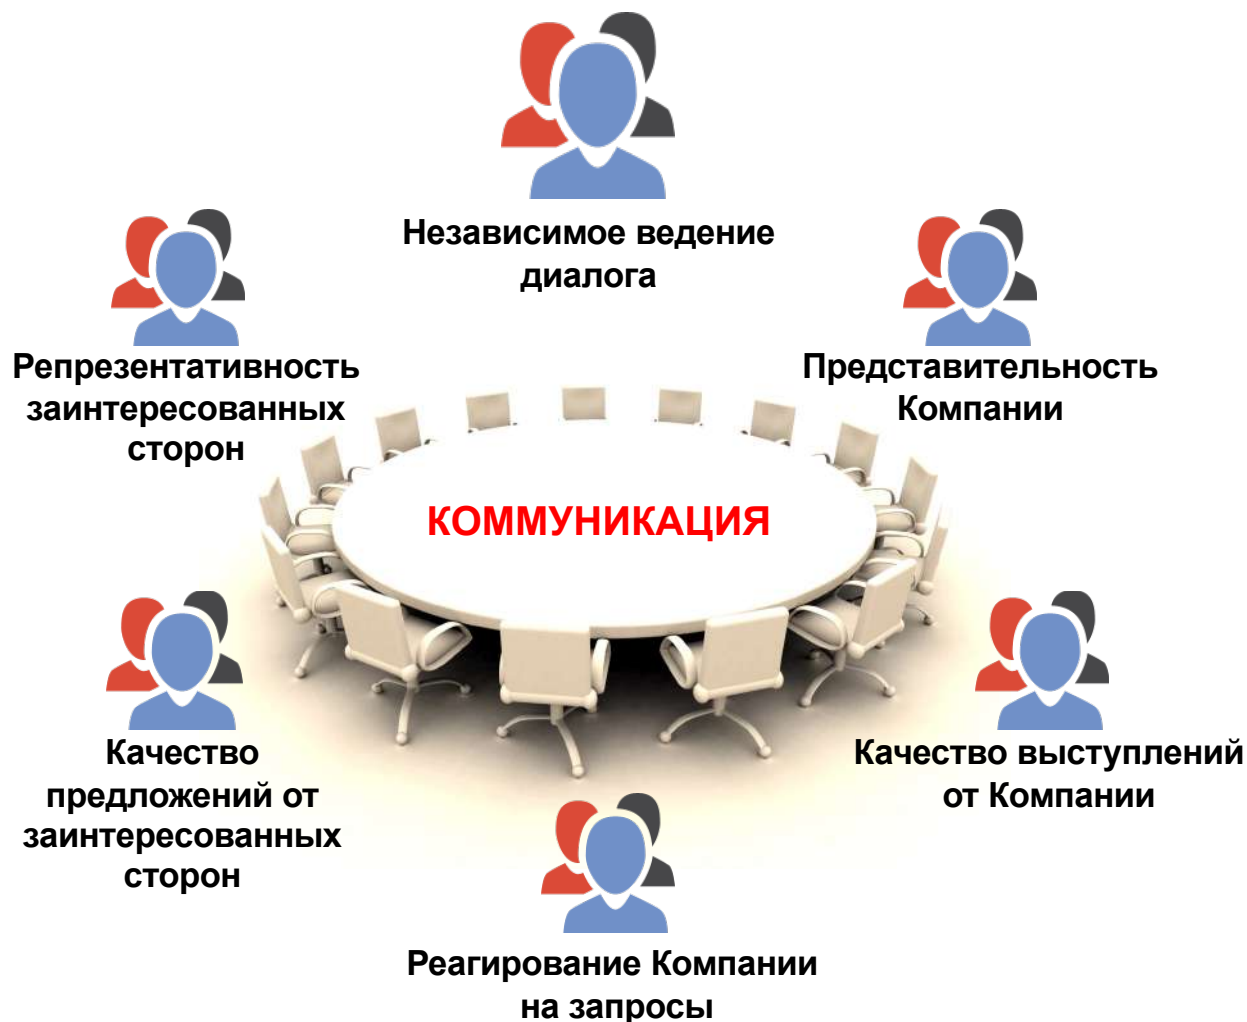 Независимое ведение
диалога
Репрезентативность
заинтересованных
сторон
Представительность
Компании
КОММУНИКАЦИЯ
Качество
предложений от
заинтересованных
сторон
Качество выступлений
от Компании
Реагирование Компании
на запросы